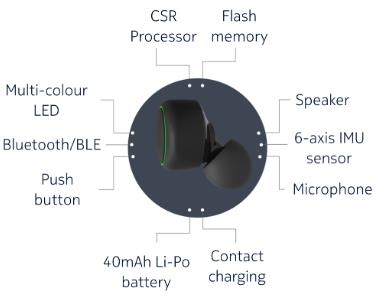 CSR
Processor
Flash
memory
Multi-colour
LED
Speaker
Bluetooth/BLE
6-axis IMU
sensor
Push
button
Microphone
40mAh Li-Po
battery
Contact
charging